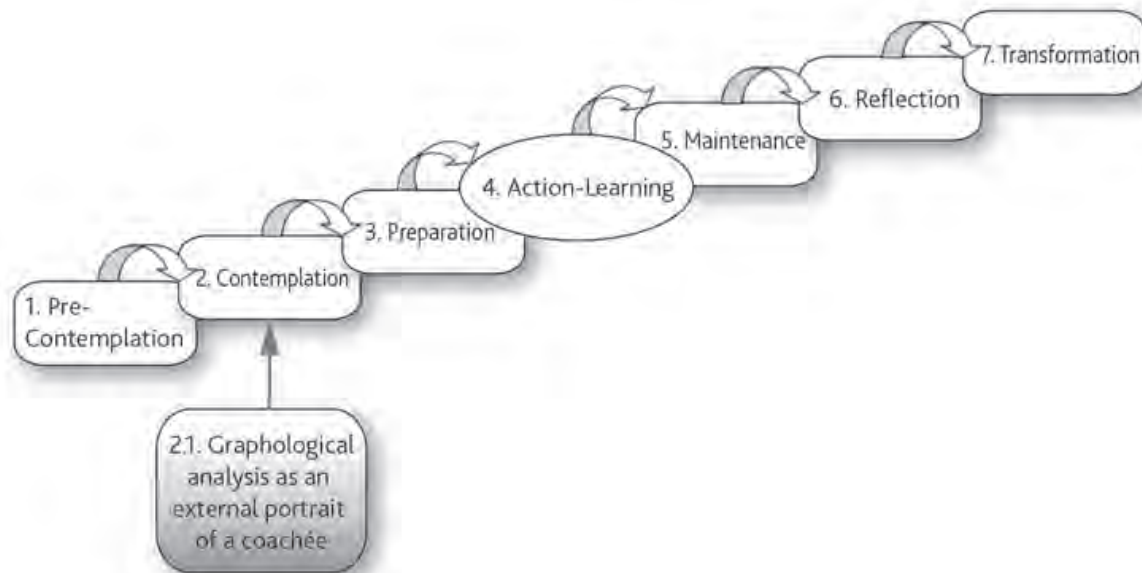 1. Pre-
Contemplation
2. Contemplation
3. Preparation
4. Action-Learning
5. Maintenance
6. Reflection
7. Transformation
2.1. Graphological
analysis as an
external portrait
of a coachée